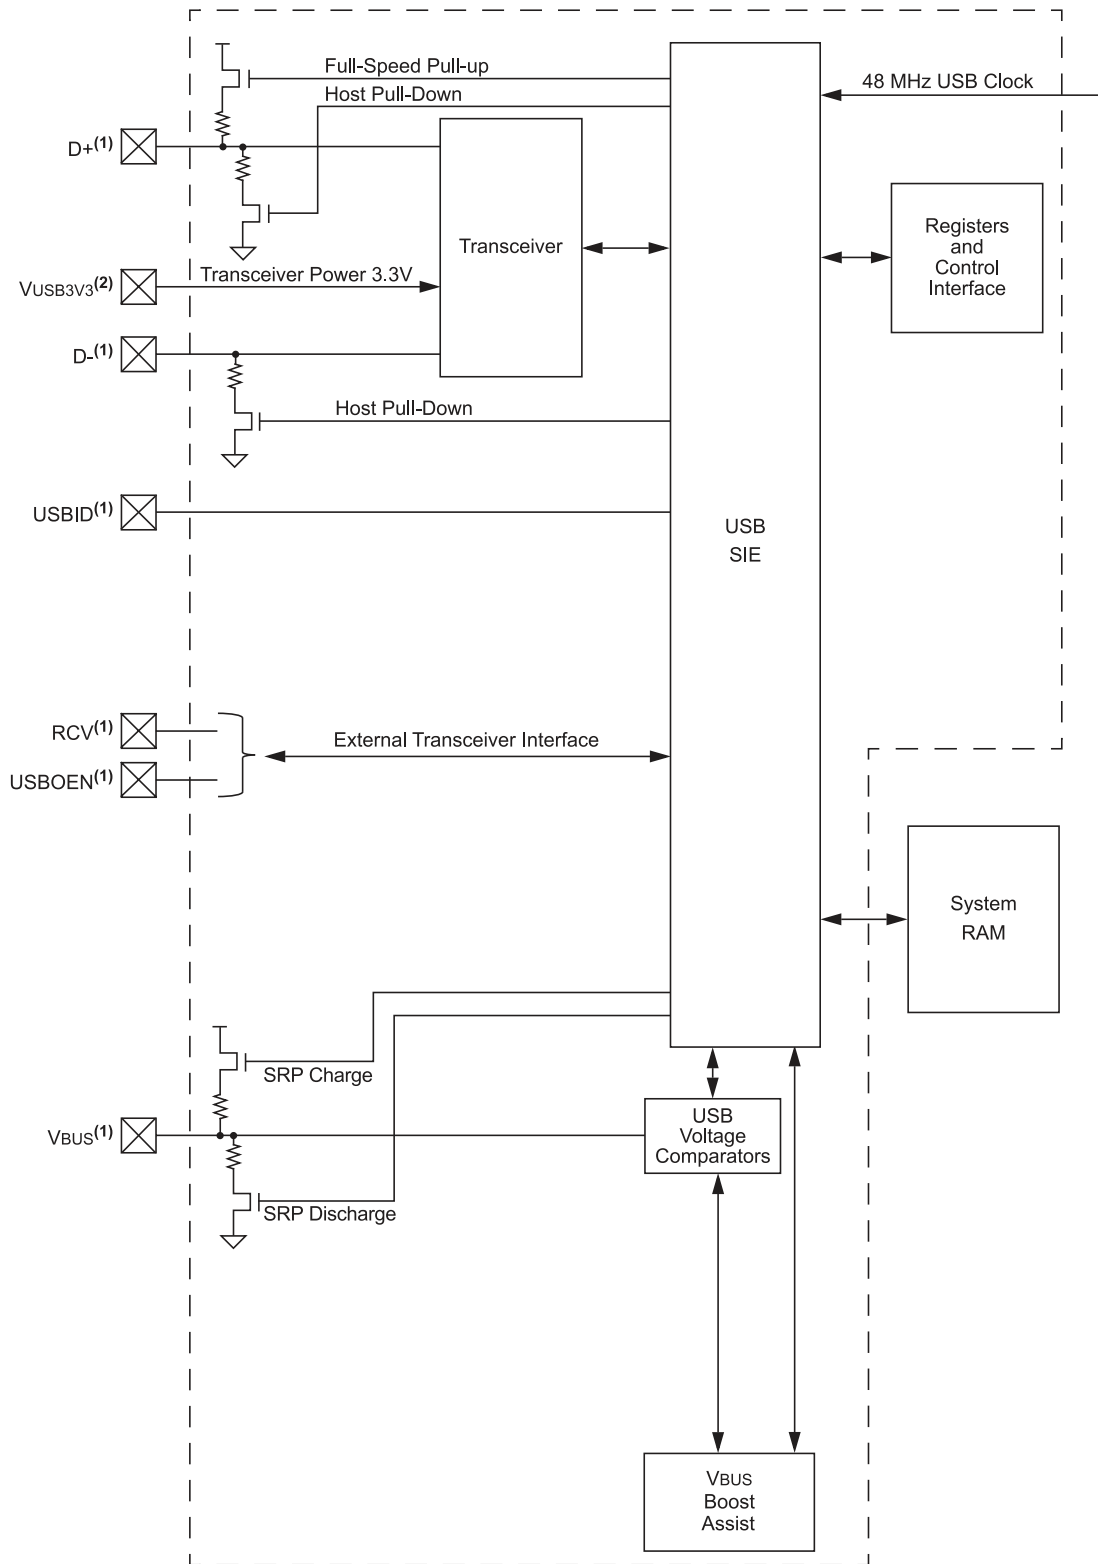 Full-Speed Pull-up
Host Pull-Down
48 MHz USB Clock
D+(1)
Transceiver
Registers
and
Control
Interface
Transceiver Power 3.3V
VUSB3V3(2)
D-(1)
Host Pull-Down
USBID(1)
USB
SIE
RCV(1)
External Transceiver Interface
USBOEN(1)
System
RAM
SRP Charge
VBUS(1)
USB
Voltage
Comparators
SRP Discharge
VBUS
Boost
Assist